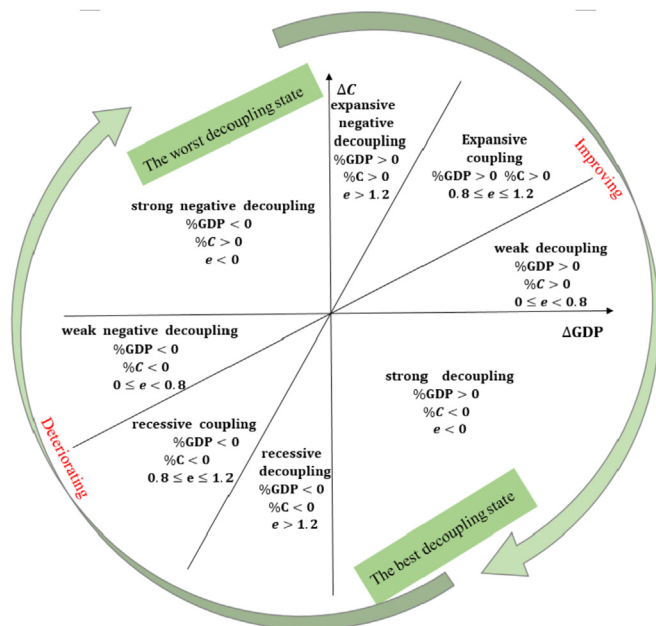 The worst decoupling state
ΔC
expansive
negative
decoupling
%GDP > 0
%C > 0
e > 1.2
Expansive
coupling
%GDP > 0 %C > 0
0.8 ≤ e ≤ 1.2
Improving
strong negative decoupling
%GDP < 0
%C > 0
e < 0
weak decoupling
%GDP > 0
%C > 0
0 ≤ e < 0.8
ΔGDP
weak negative decoupling
%GDP < 0
%C < 0
0 ≤ e < 0.8
strong decoupling
%GDP > 0
%C < 0
e < 0
Deteriorating
recessive coupling
%GDP < 0
%C < 0
0.8 ≤ e ≤ 1.2
recessive
decoupling
%GDP < 0
%C < 0
e > 1.2
The best decoupling state